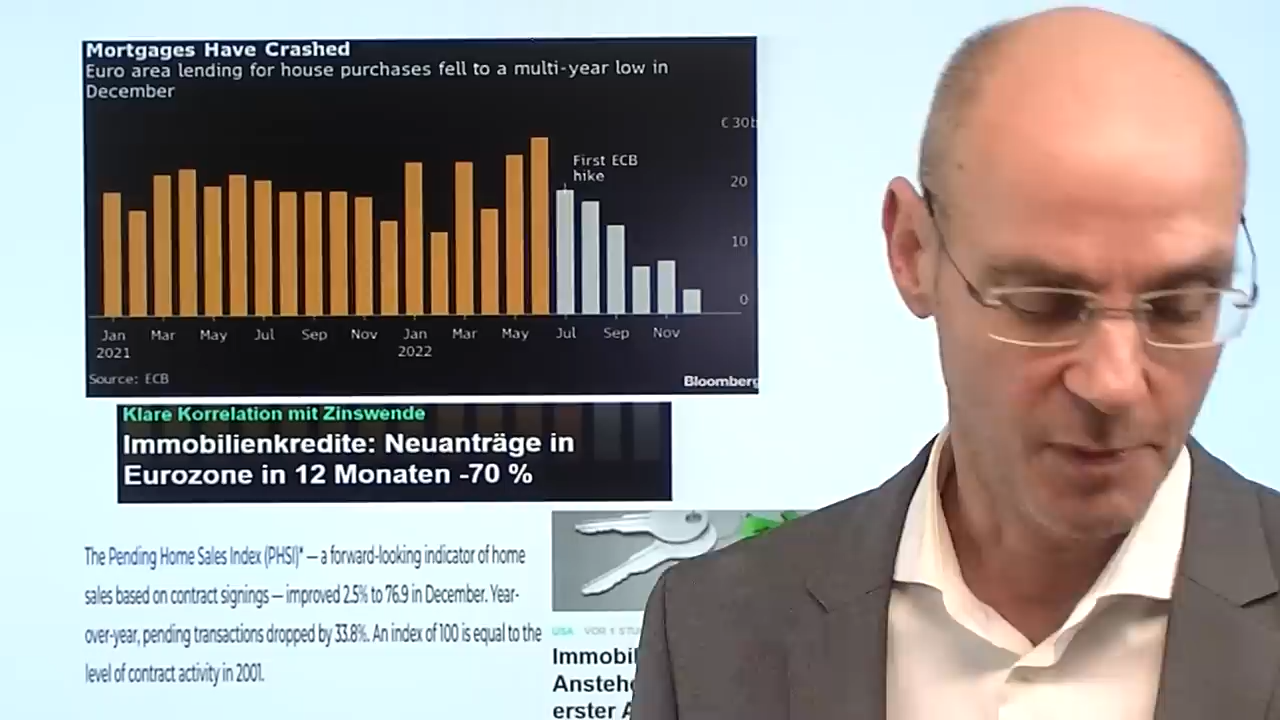 Mortgages Have Crashed
Euro area lending for house purchases fell to a multi-year low in
December
€ 30b
First ECB
hike
20
10
0
Jan Mar May Jul Sep Nov Jan Mar May Jul Sep Nov
2021 2022
Source: ECB Bloomberg
Klare Korrelation mit Zinswende
Immobilienkredite: Neuanträge in
Eurozone in 12 Monaten -70 %
The Pending Home Sales Index (PHSI)* — a forward-looking indicator of home
sales based on contract signings — improved 2.5% to 76.9 in December. Year-
over-year, pending transactions dropped by 33.8%. An index of 100 is equal to the
level of contract activity in 2001.
USA VOR 1
erster